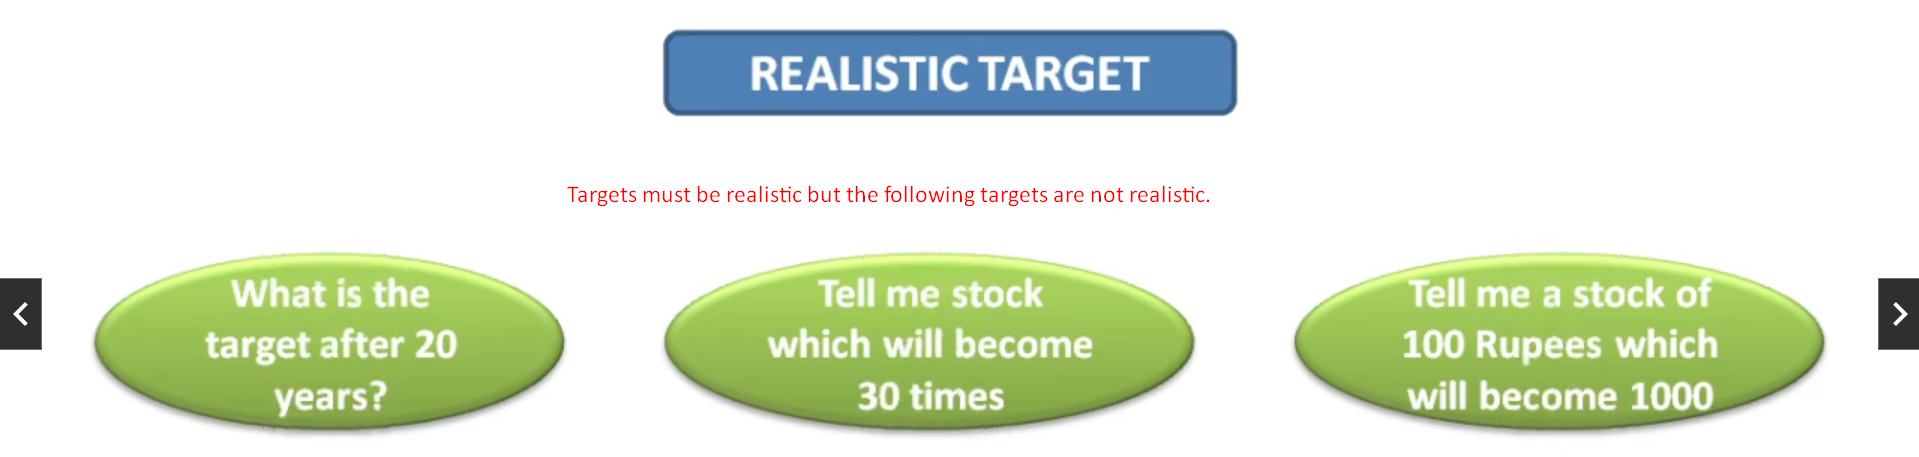 REALISTIC TARGET
Targets must be realistic but the following targets are not realistic.
What is the
target after 20
years?
Tell me stock
which will become
30 times
Tell me a stock of
100 Rupees which
will become 1000